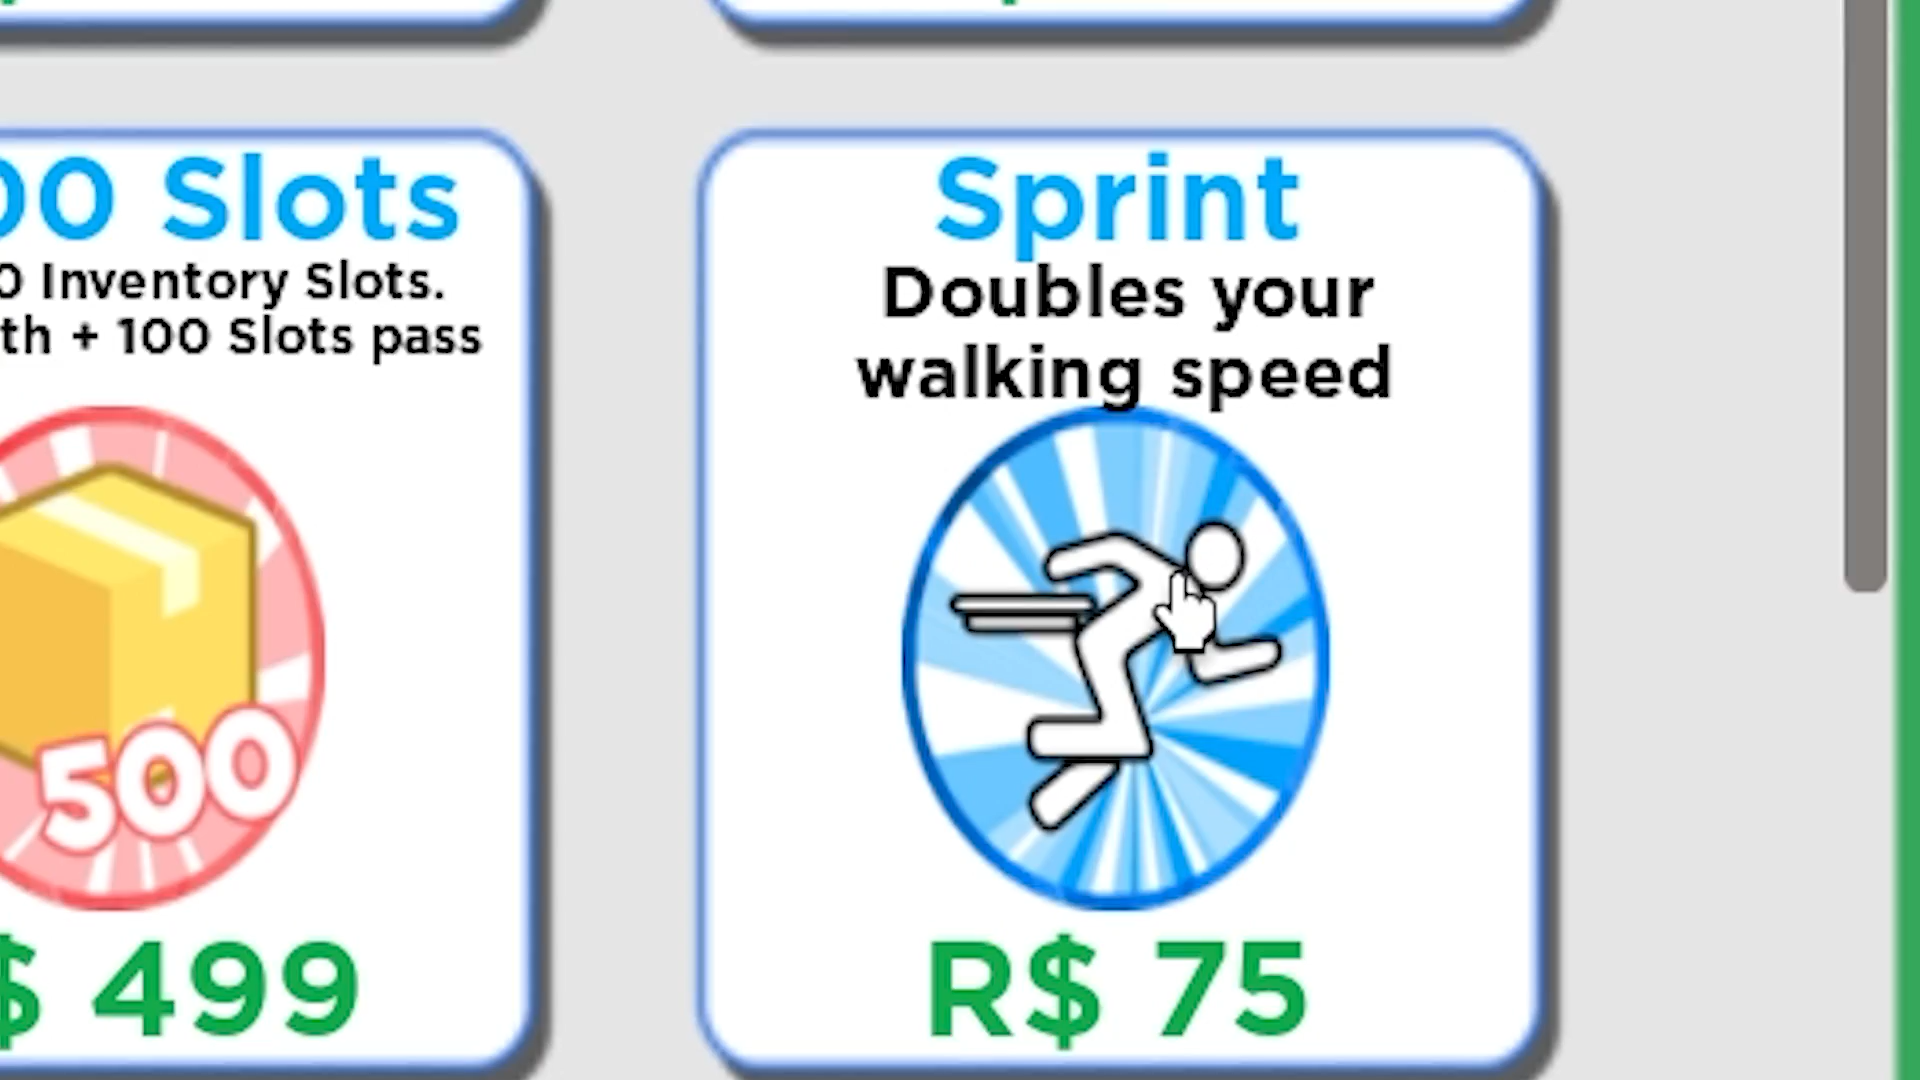 00 Slots
0 Inventory Slots.
th + 100 Slots pass
500
$ 499
Sprint
Doubles your
walking speed
R$ 75